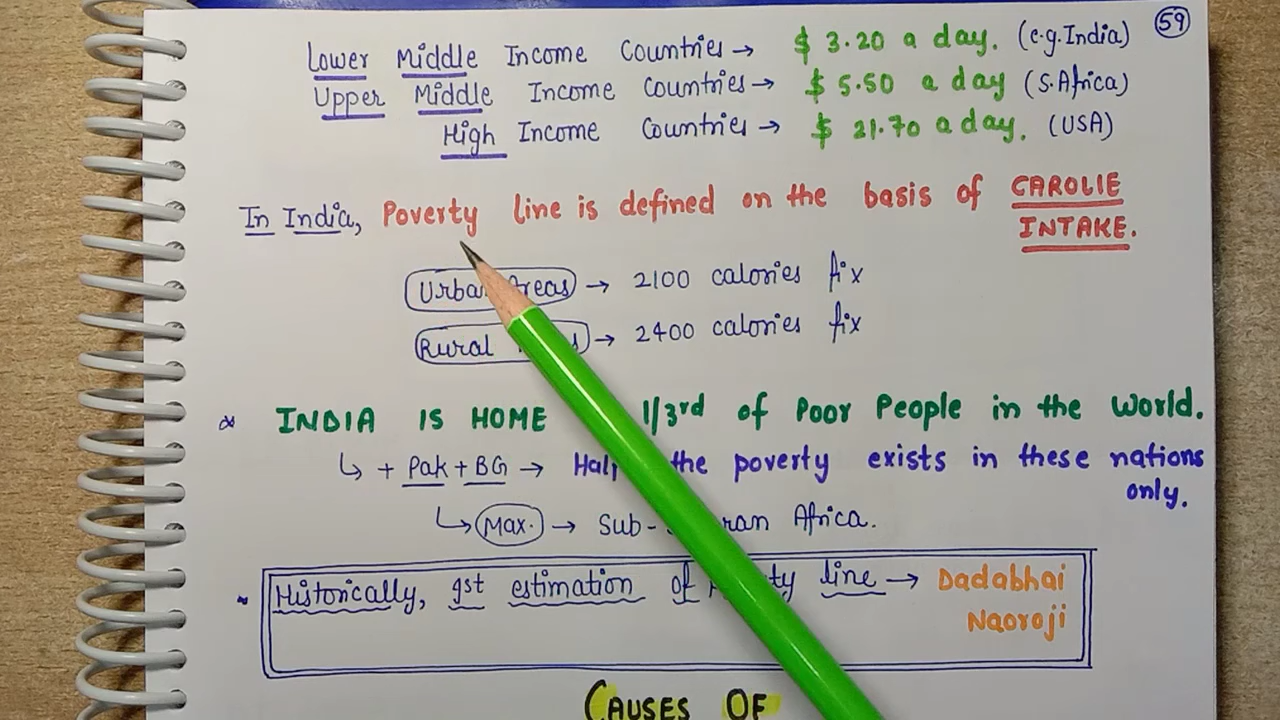 59
Lower Middle Income Countries → $ 3.20 a day. (e.g. India)
Upper Middle Income Countries → $ 5.50 a day (S. Africa)
High Income Countries → $ 21.70 a day. (USA)
In India, Poverty line is defined on the basis of CAROLIE
INTAKE.
Urban Areas → 2100 calories fix
Rural → 2400 calories fix
INDIA IS HOME 1/3rd of Poor People in the World.
↳ + Pak + BG → the poverty exists in these nations
only.
↳ Max. → Sub- Africa.
Historically, 1st estimation of line → Dadabhai
Naoroji
CAUSES OF